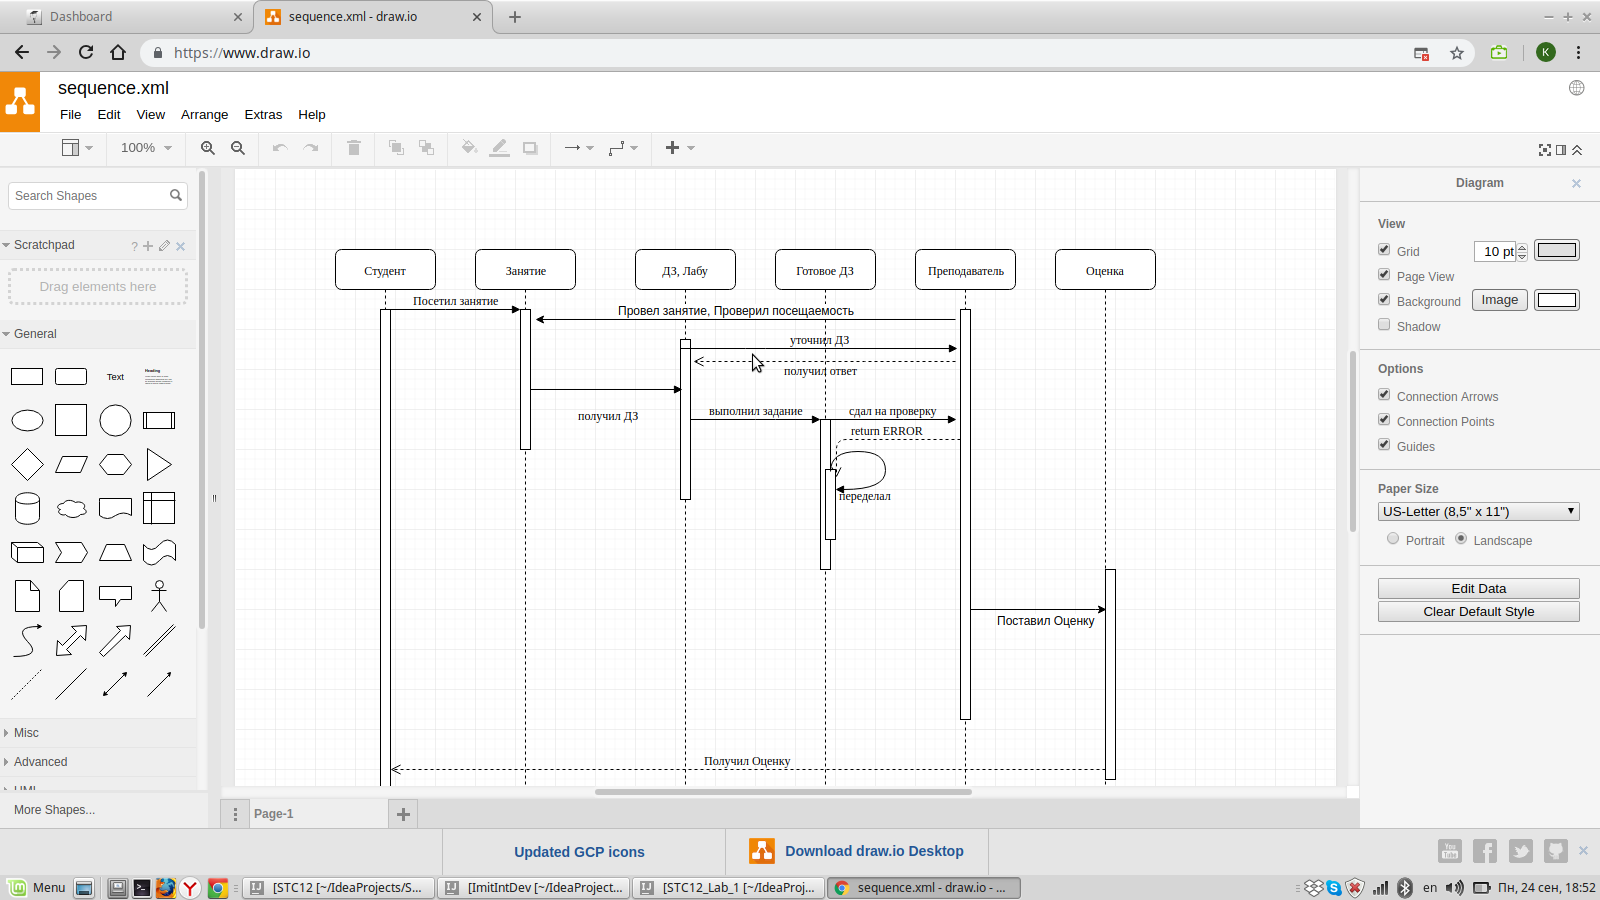 Dashboard
sequence.xml - draw.io
https://www.draw.io
K
sequence.xml
File Edit View Arrange Extras Help
100%
Search Shapes
Scratchpad
?
Drag elements here
General
Text
Heading
Misc
Advanced
UML
More Shapes...
Студент
Занятие
ДЗ, Лабу
Готовое ДЗ
Преподаватель
Оценка
Посетил занятие
Провел занятие, Проверил посещаемость
уточнил ДЗ
получил ответ
получил ДЗ
выполнил задание
сдал на проверку
return ERROR
переделал
Поставил Оценку
Получил Оценку
Page-1
Diagram
View
Grid
10 pt
Page View
Background
Image
Shadow
Options
Connection Arrows
Connection Points
Guides
Paper Size
US-Letter (8,5" x 11")
Portrait
Landscape
Edit Data
Clear Default Style
Updated GCP icons
Download draw.io Desktop
You Tube
Menu
[STC12 [~/IdeaProjects/S...
[ImitIntDev [~/IdeaProject...
[STC12_Lab_1 [~/IdeaProj...
sequence.xml - draw.io - ...
en
Пн, 24 сен, 18:52